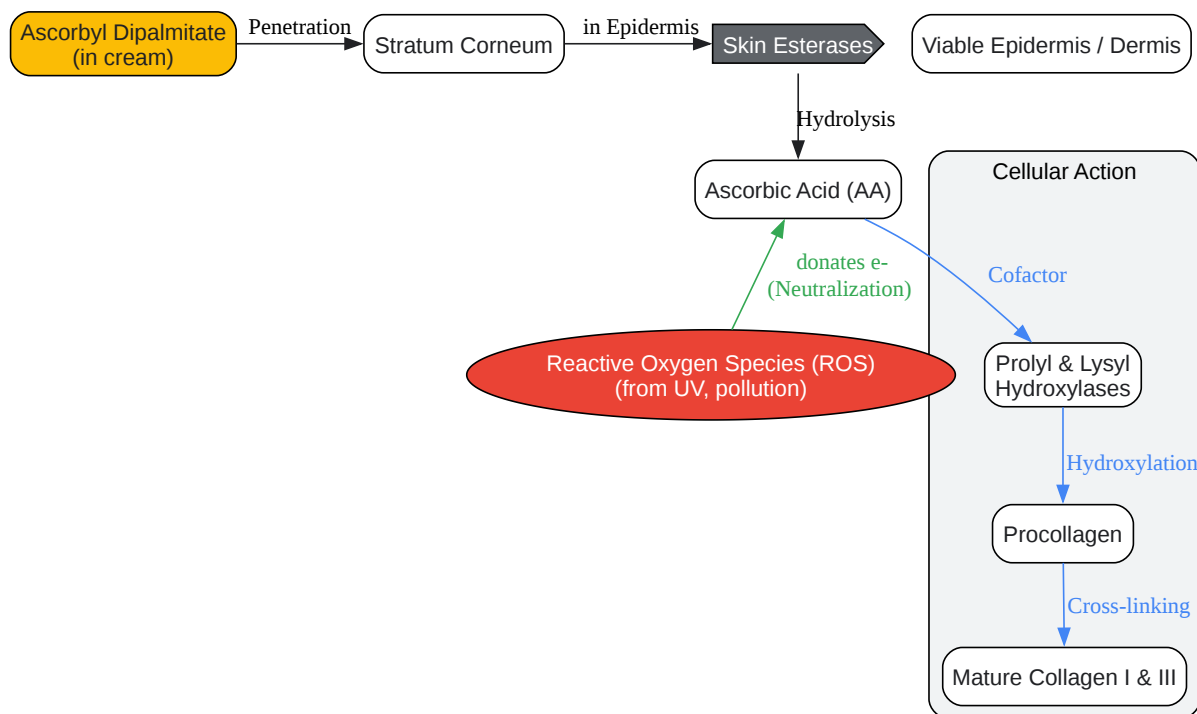 Ascorbyl Dipalmitate
(in cream)
Penetration
Stratum Corneum
in Epidermis
Skin Esterases
Viable Epidermis / Dermis
Hydrolysis
Cellular Action
Ascorbic Acid (AA)
donates e-
(Neutralization)
Cofactor
Reactive Oxygen Species (ROS)
(from UV, pollution)
Prolyl & Lysyl
Hydroxylases
Hydroxylation
Procollagen
Cross-linking
Mature Collagen I & III